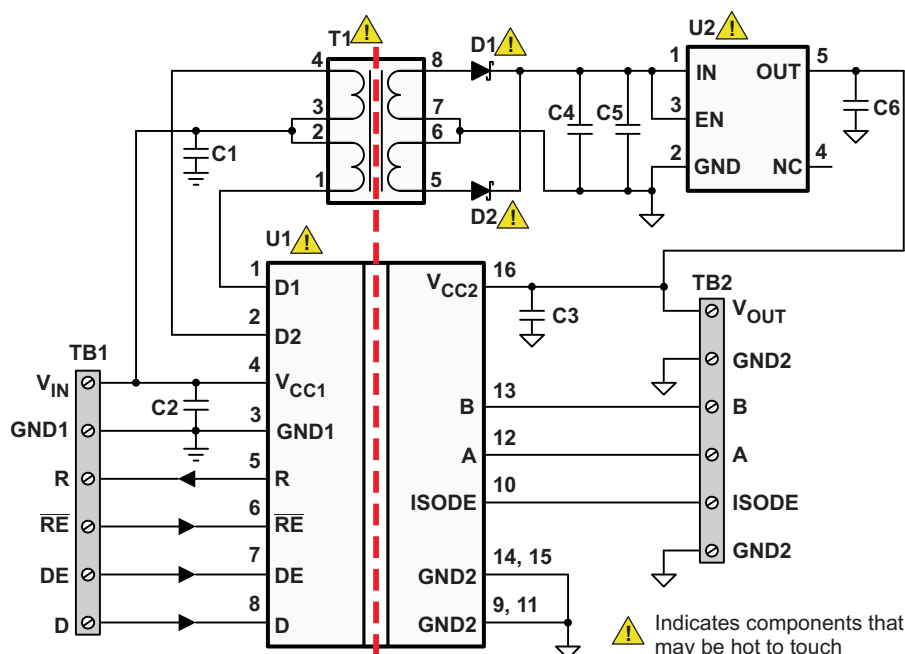 T1
D1
U2
4
8
1
5
IN
OUT
3
7
C4
C5
3
EN
C6
2
6
C1
2
GND
NC
4
1
5
D2
U1
1
D1
16
VCC2
TB2
VOUT
2
D2
C3
GND2
TB1
4
VIN
VCC1
C2
13
B
B
3
GND1
GND1
12
A
A
5
R
R
10
ISODE
ISODE
6
RE
RE
GND2
7
DE
DE
14, 15
GND2
8
D
D
9, 11
GND2
Indicates components that
may be hot to touch